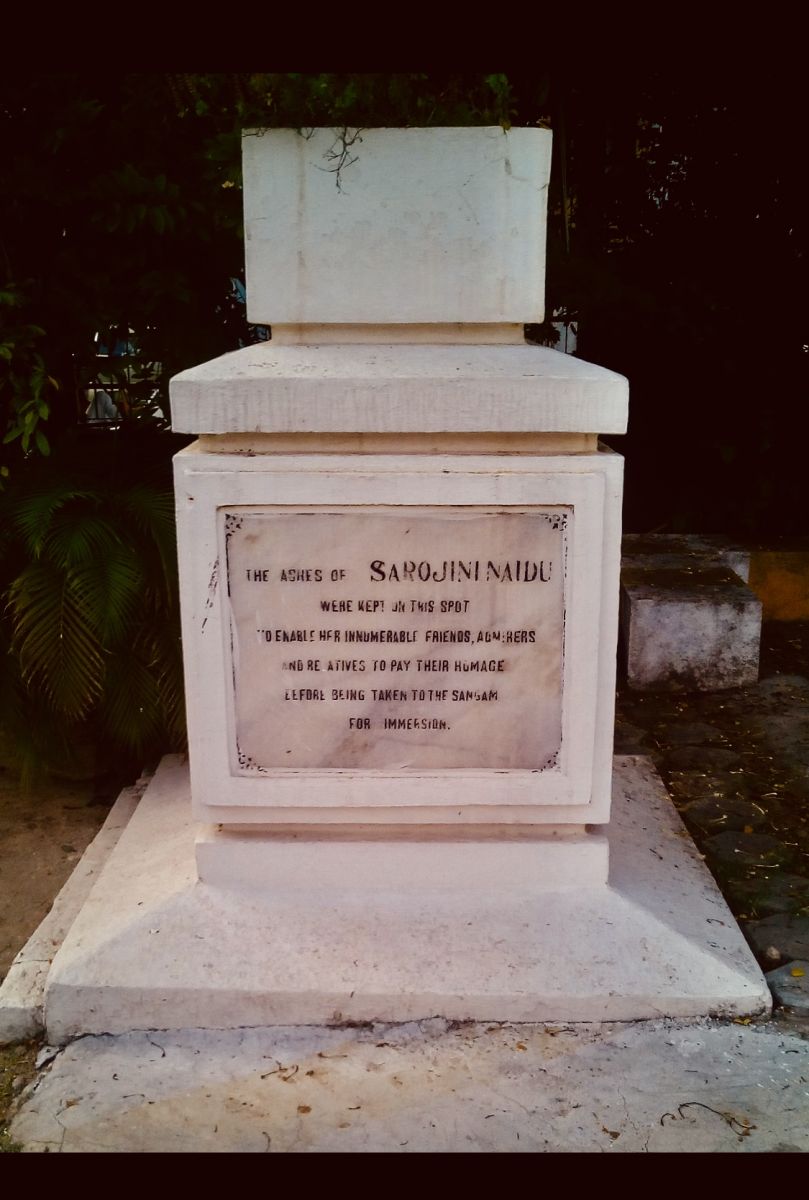 THE ASHES OF SAROJINI NAIDU
WERE KEPT ON THIS SPOT
TO ENABLE HER INNUMERABLE FRIENDS, ADMIRERS
AND RELATIVES TO PAY THEIR HOMAGE
BEFORE BEING TAKEN TO THE SANGAM
FOR IMMERSION.